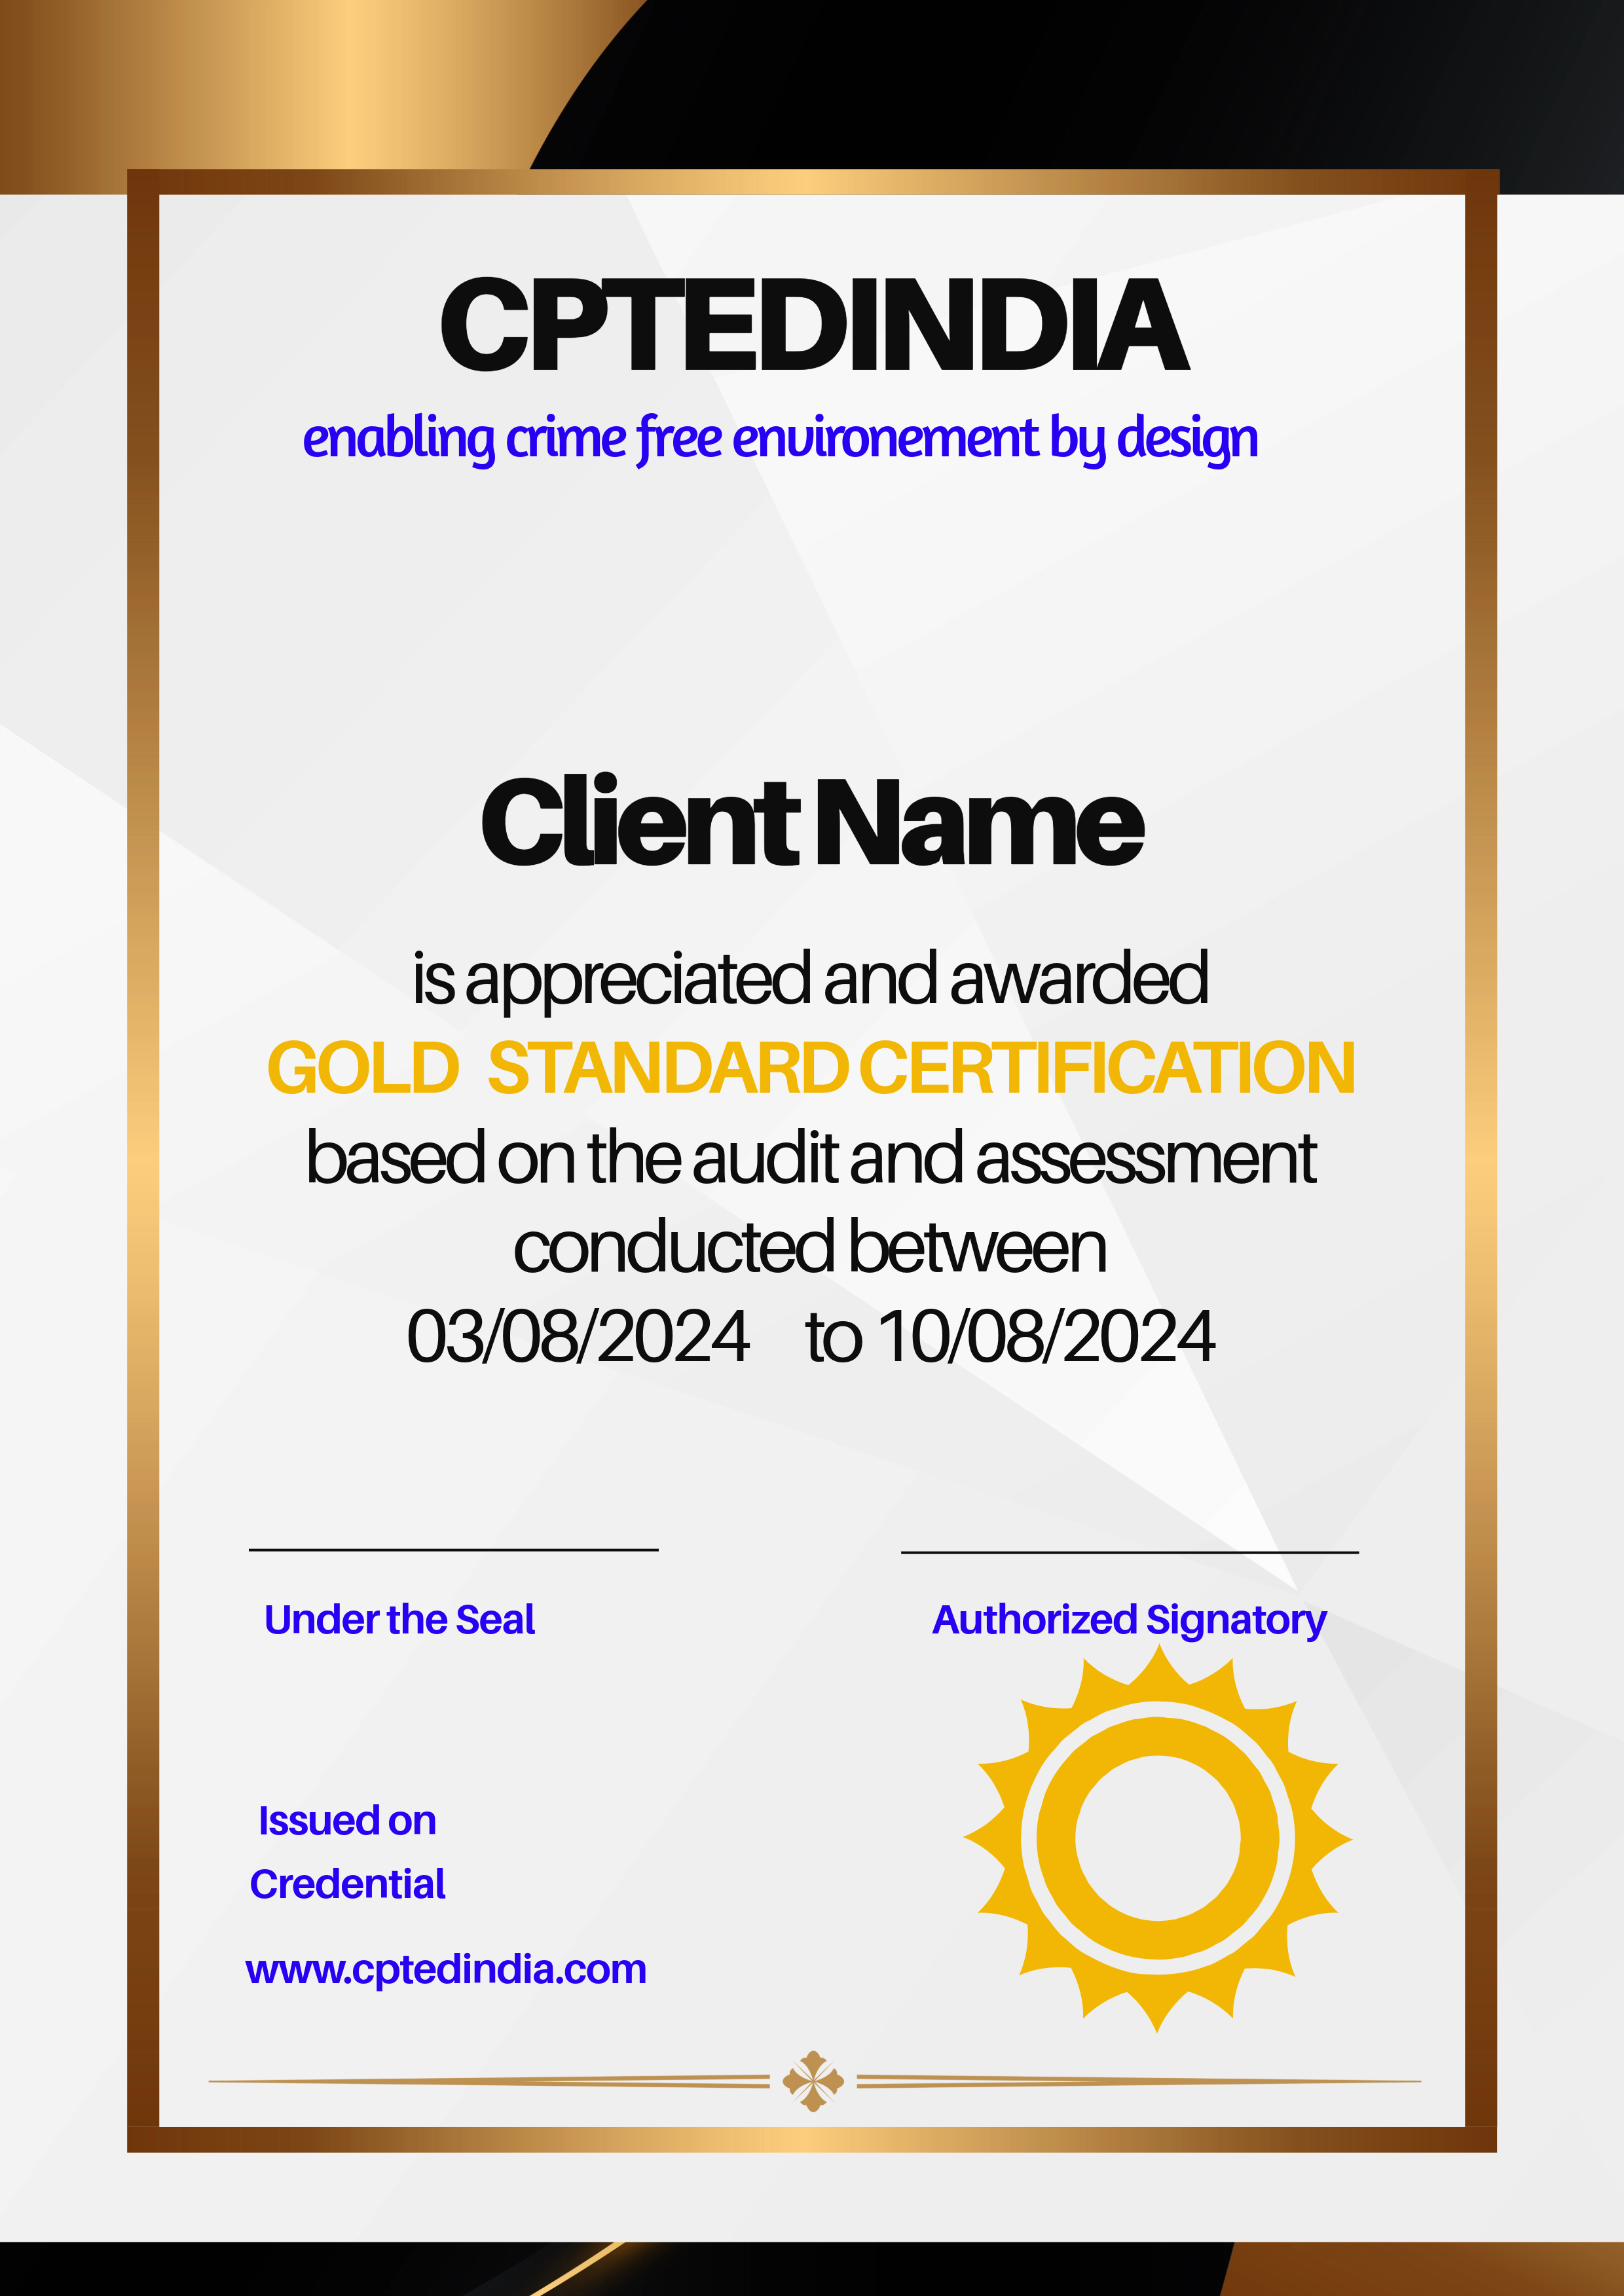 CPTEDINDIA
enabling crime free environement by design
Client Name
is appreciated and awarded
GOLD STANDARD CERTIFICATION
based on the audit and assessment
conducted between
03/08/2024 to 10/08/2024
Under the Seal
Authorized Signatory
Issued on
Credential
www.cptedindia.com